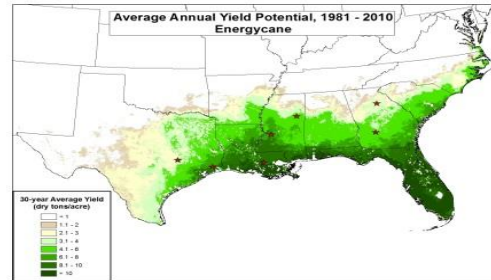 Average Annual Yield Potential, 1981 - 2010
Energycane
30-year Average Yield
(dry tons/acre)
< 1
1.1 - 2
2.1 - 3
3.1 - 4
4.1 - 6
6.1 - 8
8.1 - 10
> 10